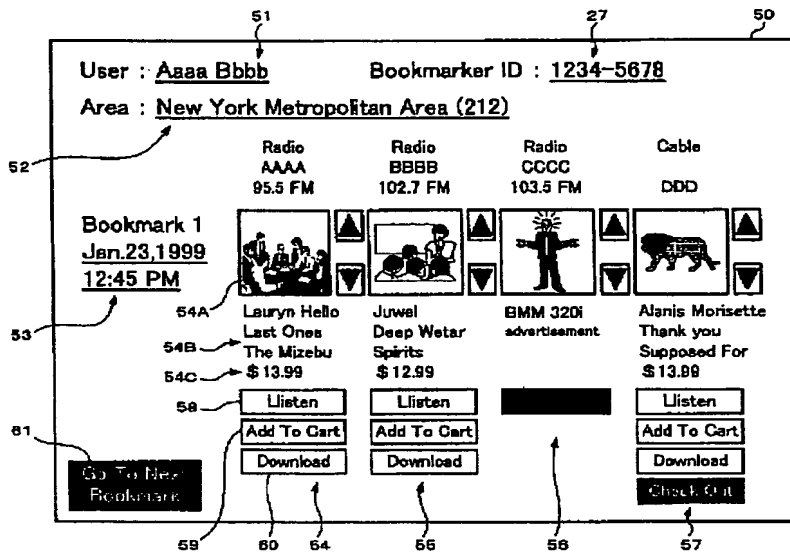 51
27
50
User : Aaaa Bbbb Bookmarker ID : 1234-5678
Area : New York Metropolitan Area (212)
52
Radio Radio Radio Cable
AAAA BBBB CCCC DDD
95.5 FM 102.7 FM 103.5 FM
Bookmark 1
Jan.23,1999
12:45 PM
53
54A
Lauryn Hello Juwel BMM 320i Alanis Morisette
54B
Last Ones Deep Wetar advertisement Thank you
The Mizebu Spirits Supposed For
54C
$13.99 $12.99 $13.99
58
Llisten Llisten Llisten
61
Add To Cart Add To Cart Add To Cart
Go To Next
Bookmark
Download Download Download
Check Out
59 60 54 55 56 57